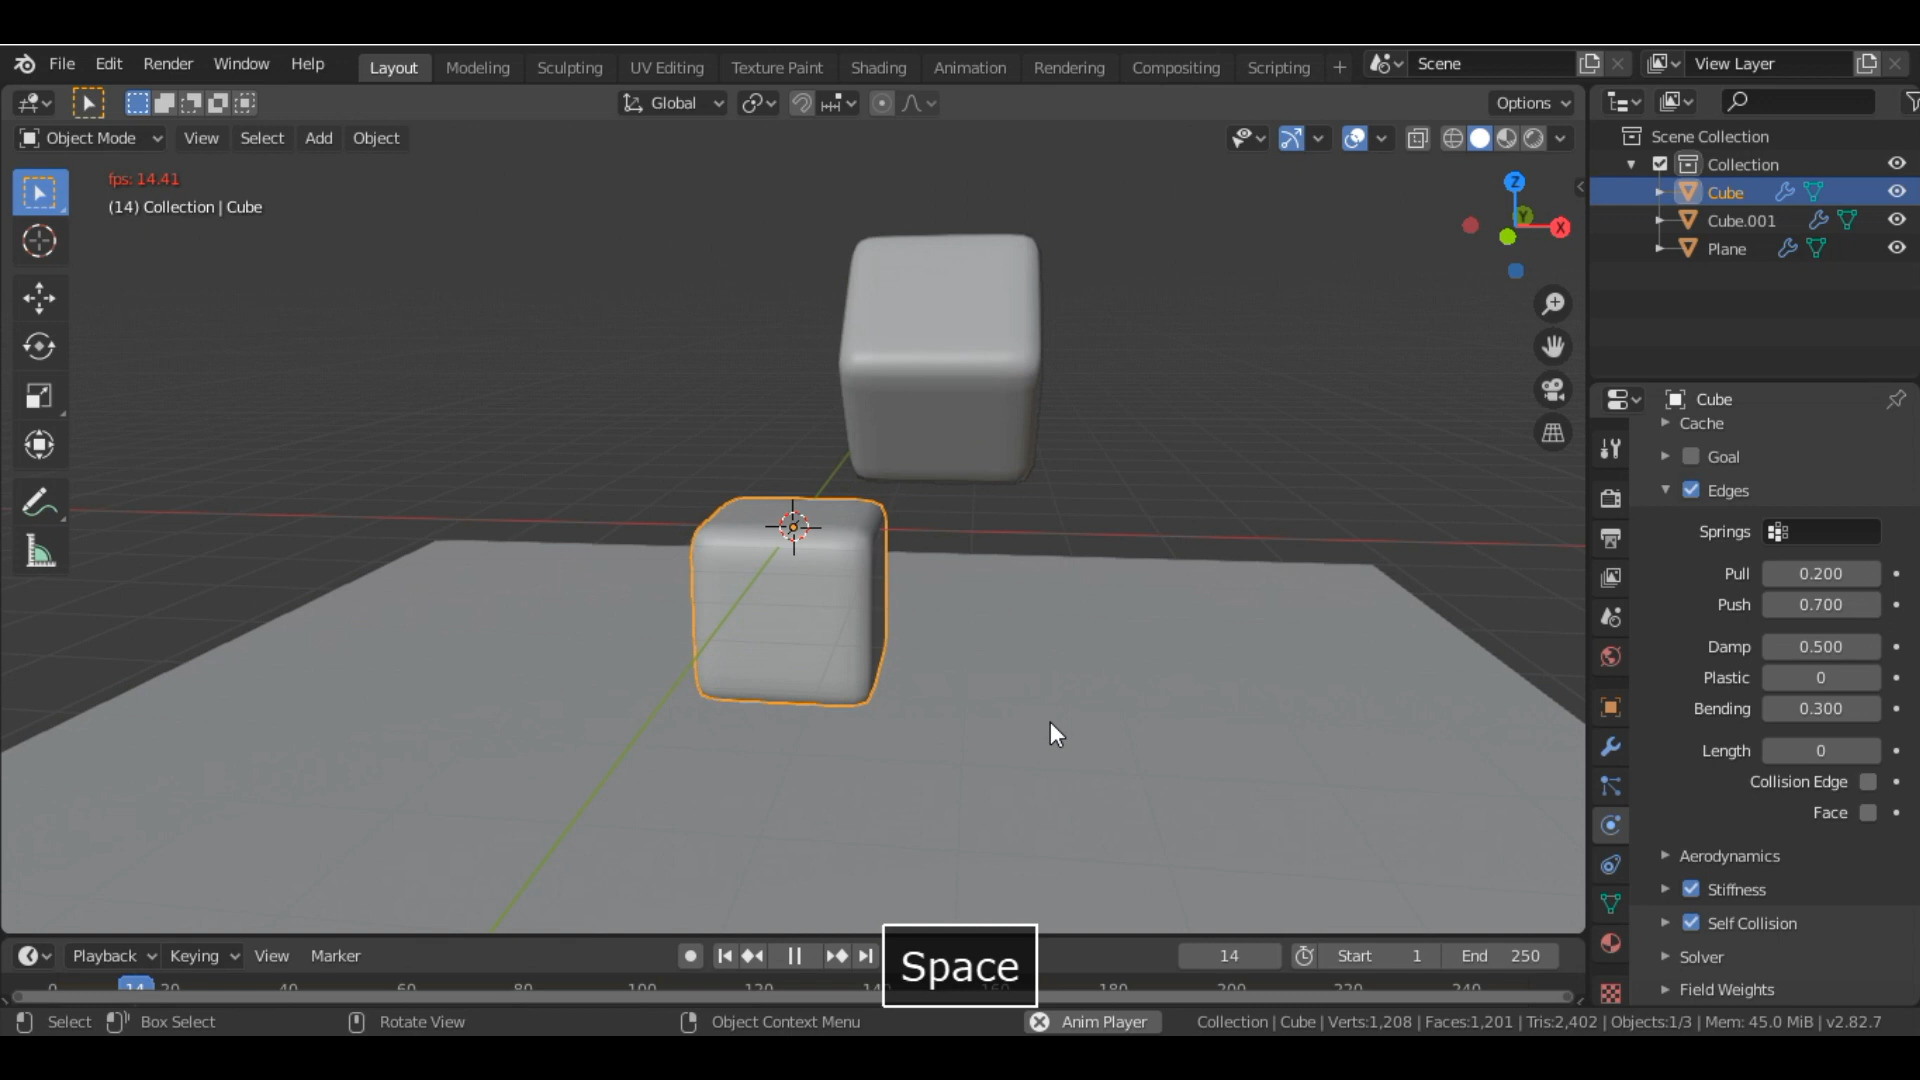 File Edit Render Window Help Layout Modeling Sculpting UV Editing Texture Paint Shading Animation Rendering Compositing Scripting + Scene View Layer
Global Options
Object Mode View Select Add Object
fps: 14.41
(14) Collection | Cube
Z
Y
X
Scene Collection
Collection
Cube
Cube.001
Plane
Cube
Cache
Goal
Edges
Springs
Pull 0.200
Push 0.700
Damp 0.500
Plastic 0
Bending 0.300
Length 0
Collision Edge
Face
Aerodynamics
Stiffness
Self Collision
Solver
Field Weights
Playback Keying View Marker 14 Start 1 End 250
Space
0 14 20 40 60 80 100 120 160 180 200 220 240
Select Box Select Rotate View Object Context Menu Anim Player Collection | Cube | Verts:1,208 | Faces:1,201 | Tris:2,402 | Objects:1/3 | Mem: 45.0 MiB | v2.82.7